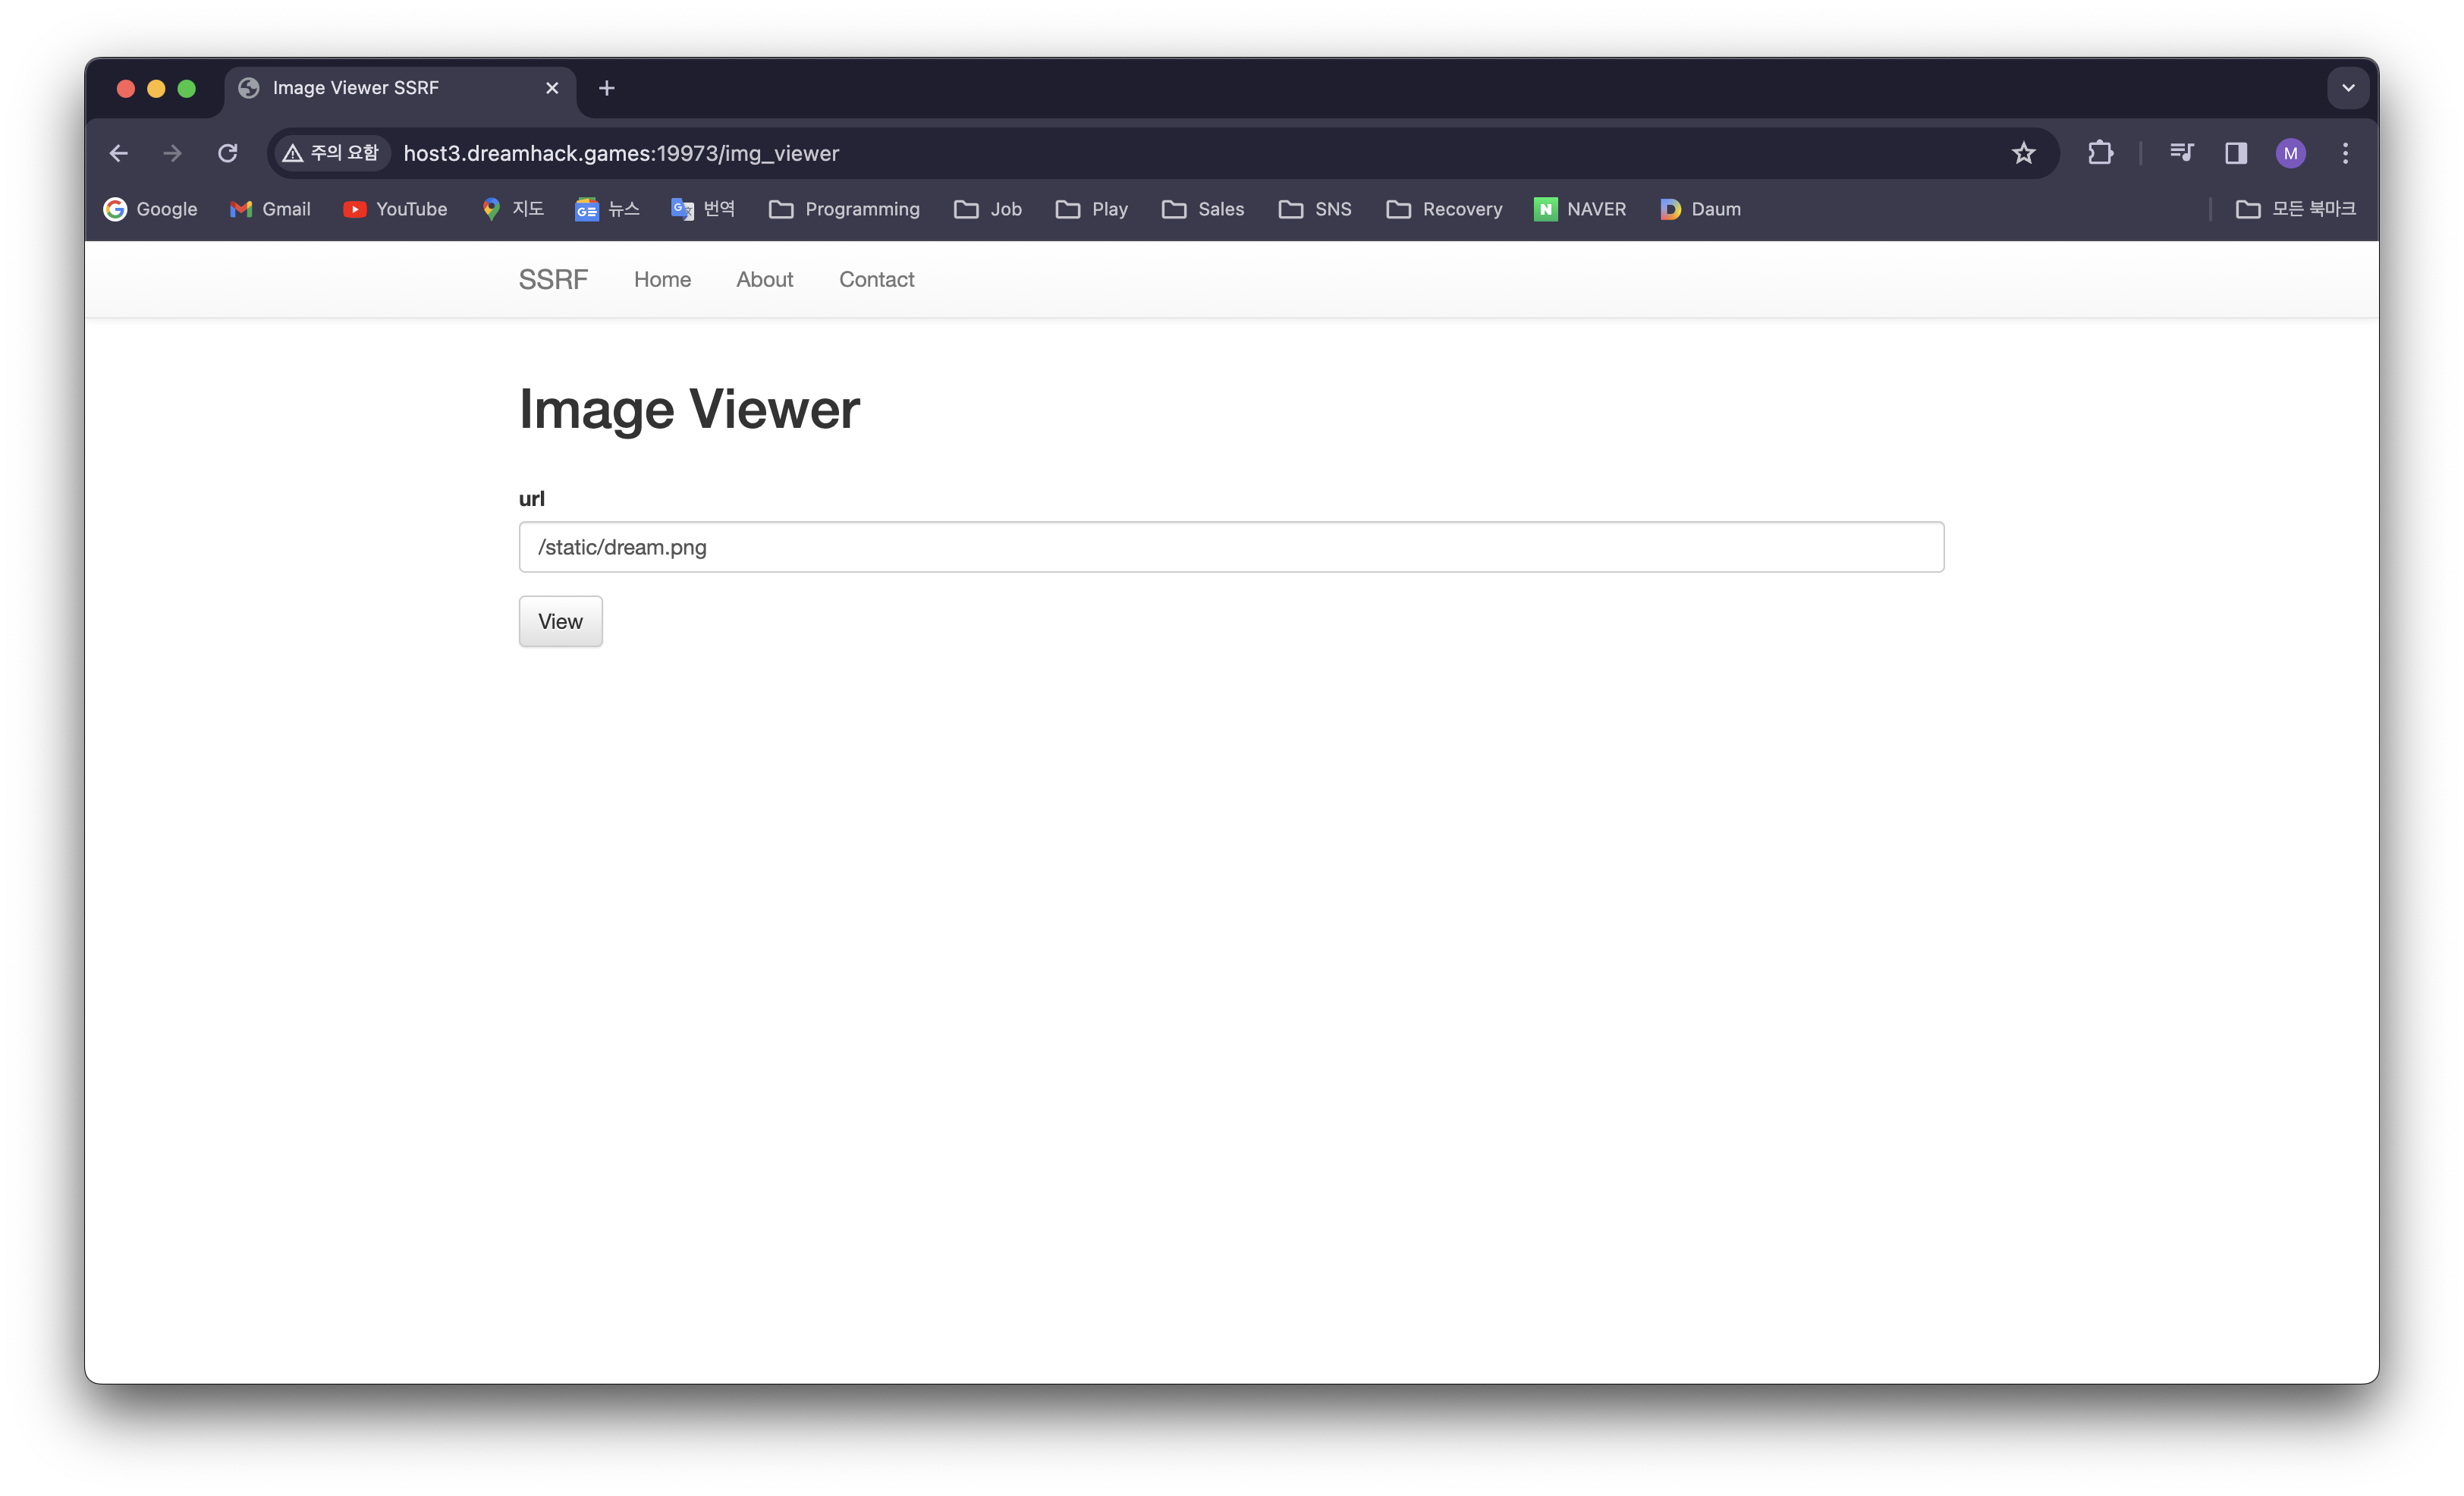 Image Viewer SSRF
주의 요함 host3.dreamhack.games:19973/img_viewer M
Google Gmail YouTube 지도 뉴스 번역 Programming Job Play Sales SNS Recovery NAVER Daum 모든 북마크
SSRF Home About Contact
Image Viewer
url
/static/dream.png
View